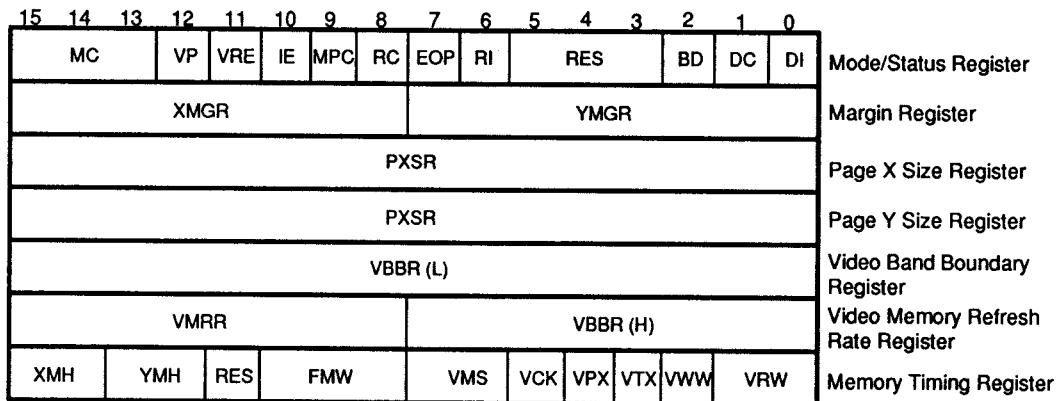 15 14 13 12 11 10 9 8 7 6 5 4 3 2 1 0
MC VP VRE IE MPC RC EOP RI RES BD DC DI Mode/Status Register
XMGR YMGR Margin Register
PXSR Page X Size Register
PXSR Page Y Size Register
VBBR (L) Video Band Boundary
Register
VMRR VBBR (H) Video Memory Refresh
Rate Register
XMH YMH RES FMW VMS VCK VPX VTX VWW VRW Memory Timing Register